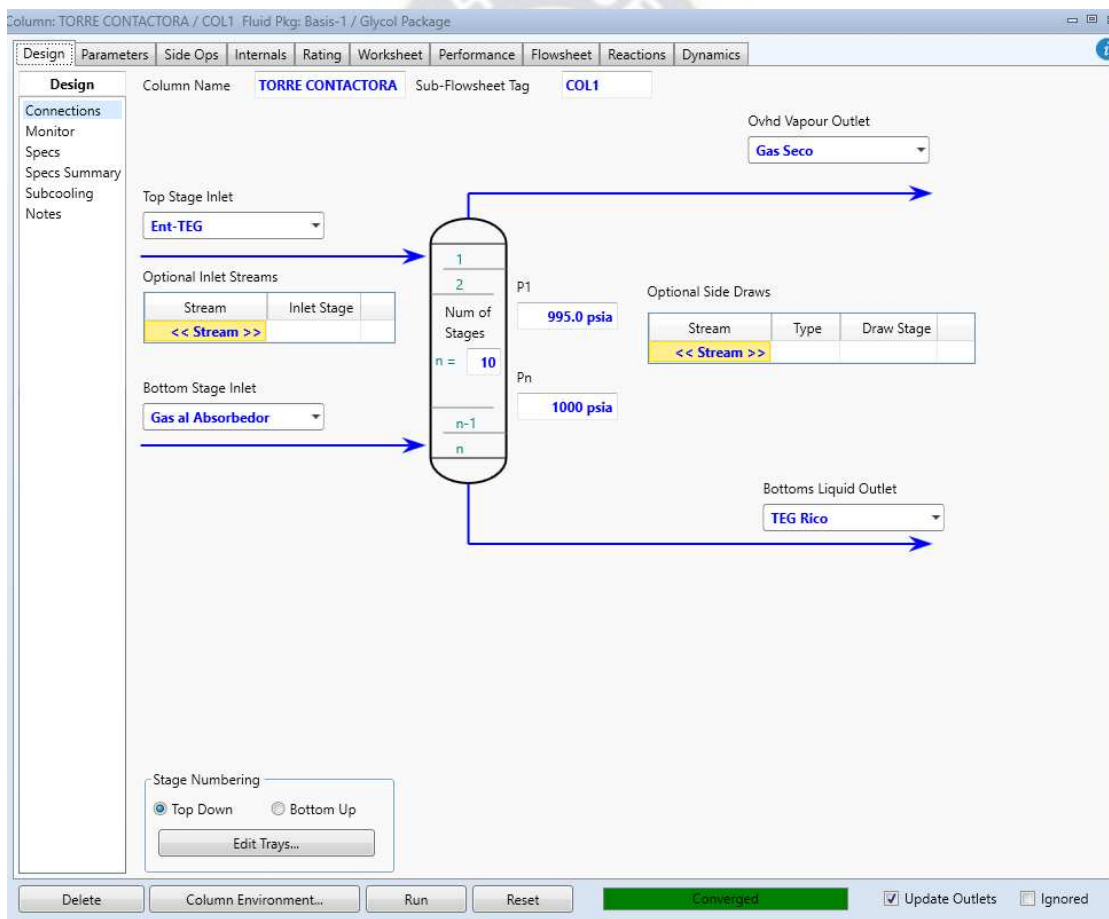 Column: TORRE CONTACTORA / COL1 Fluid Pkg: Basis-1 / Glycol Package
Design Parameters Side Ops Internals Rating Worksheet Performance Flowsheet Reactions Dynamics
Design
Connections
Monitor
Specs
Specs Summary
Subcooling
Notes
Column Name TORRE CONTACTORA Sub-Flowsheet Tag COL1
Ovhd Vapour Outlet
Gas Seco
Top Stage Inlet
Ent-TEG
Optional Inlet Streams
Stream Inlet Stage
<< Stream >>
Bottom Stage Inlet
Gas al Absorbedor
1
2
Num of
Stages
n = 10
n-1
n
P1
995.0 psia
Pn
1000 psia
Optional Side Draws
Stream Type Draw Stage
<< Stream >>
Bottoms Liquid Outlet
TEG Rico
Stage Numbering
Top Down Bottom Up
Edit Trays...
Delete Column Environment... Run Reset Converged Update Outlets Ignored